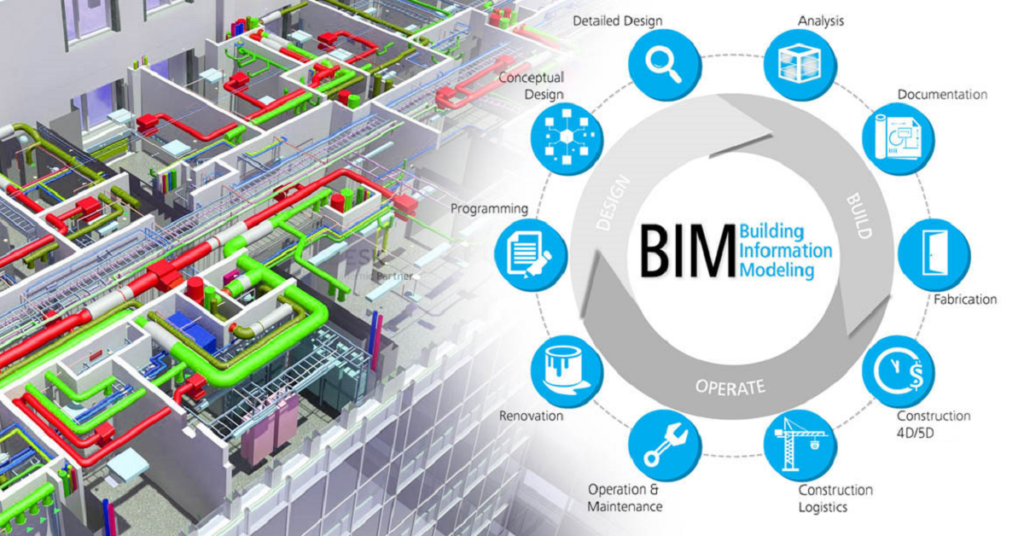 Detailed Design
Analysis
Conceptual
Design
Documentation
Programming
DESIGN
BUILD
BIM
Building
Information
Modeling
Partner
Fabrication
Renovation
OPERATE
Construction
4D/5D
Operation &
Maintenance
Construction
Logistics